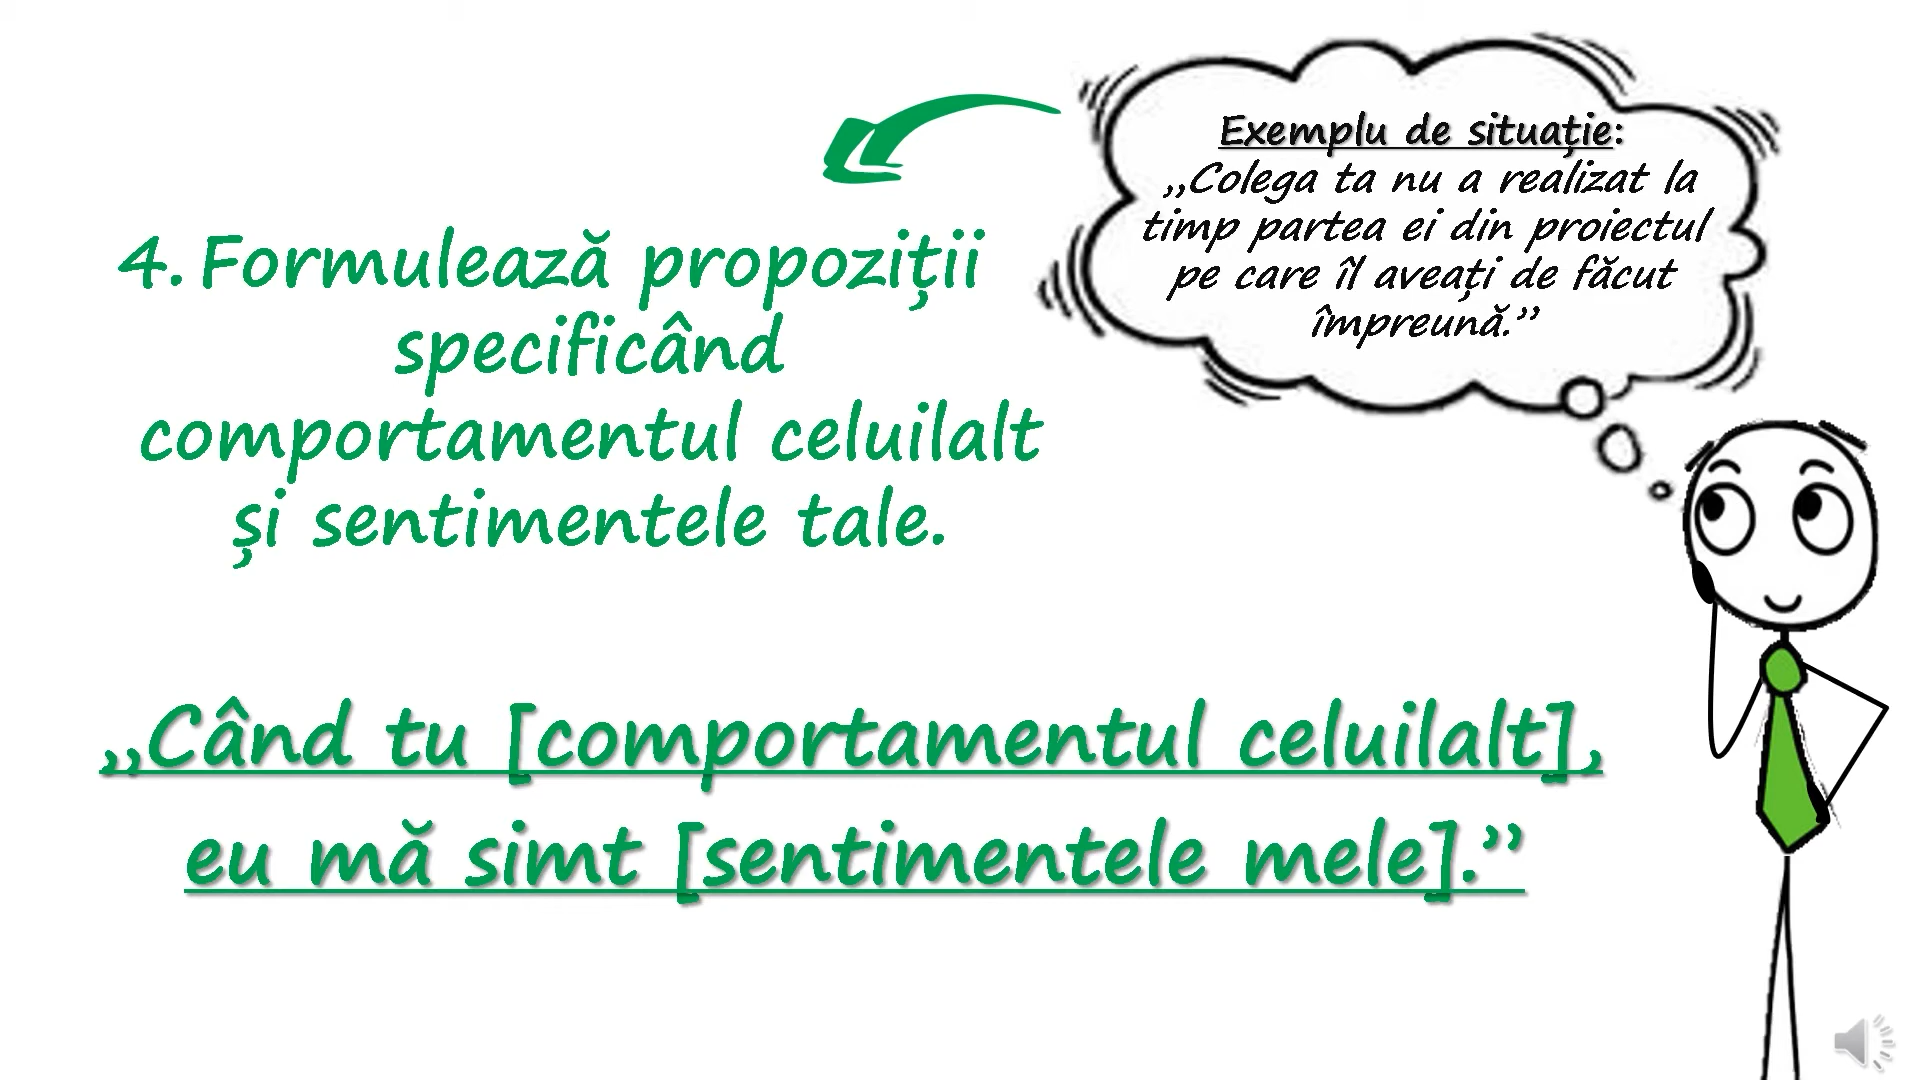 Exemplu de situație:
„Colega ta nu a realizat la
timp partea ei din proiectul
pe care îl aveați de făcut
împreună.”
4. Formulează propoziții
specificând
comportamentul celuilalt
și sentimentele tale.
„Când tu [comportamentul celuilalt],
eu mă simt [sentimentele mele].”